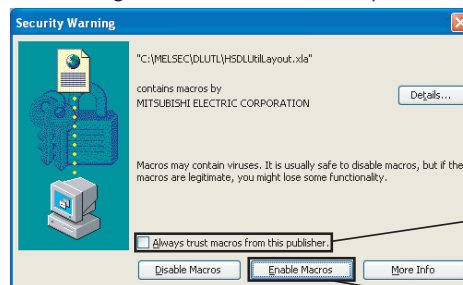 Security Warning
"C:\MELSEC\DLUTL\HSDLUtilLayout.xla"
contains macros by
MITSUBISHI ELECTRIC CORPORATION
Details...
Macros may contain viruses. It is usually safe to disable macros, but if the
macros are legitimate, you might lose some functionality.
Always trust macros from this publisher.
Disable Macros Enable Macros More Info